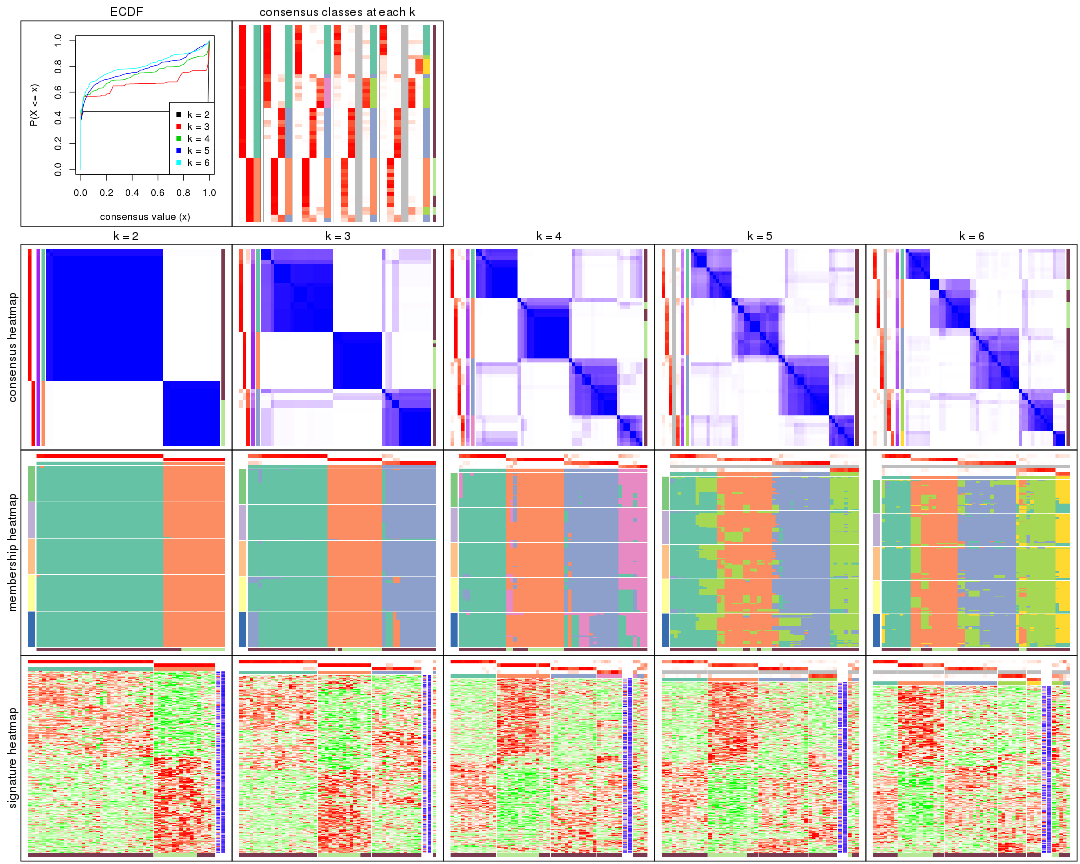 ECDF
consensus classes at each k
P(X <= x)
0.0 0.2 0.4 0.6 0.8 1.0
k = 2
k = 3
k = 4
k = 5
k = 6
0.0 0.2 0.4 0.6 0.8 1.0
consensus value (x)
k = 2 k = 3 k = 4 k = 5 k = 6
consensus heatmap
membership heatmap
signature heatmap